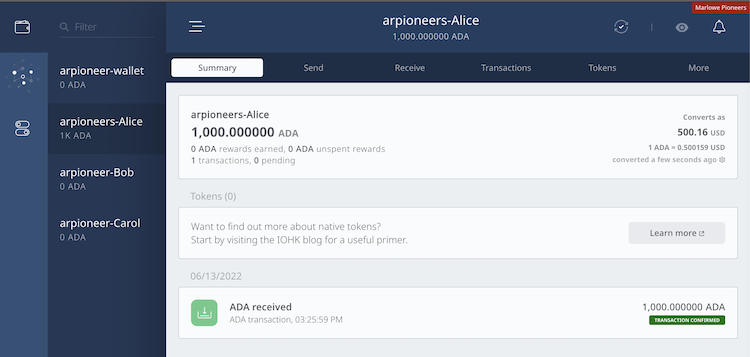 Marlowe Pioneers
arpioneers-Alice
1,000.000000 ADA
Filter
arpioneer-wallet
0 ADA
arpioneers-Alice
1K ADA
arpioneer-Bob
0 ADA
arpioneer-Carol
0 ADA
Summary Send Receive Transactions Tokens More
arpioneers-Alice
1,000.000000 ADA
0 ADA rewards earned, 0 ADA unspent rewards
1 transactions, 0 pending
Converts as
500.16 USD
1 ADA = 0.500159 USD
converted a few seconds ago
Tokens (0)
Want to find out more about native tokens?
Start by visiting the IOHK blog for a useful primer.
Learn more
06/13/2022
ADA received
ADA transaction, 03:25:59 PM
1,000.000000 ADA
TRANSACTION CONFIRMED